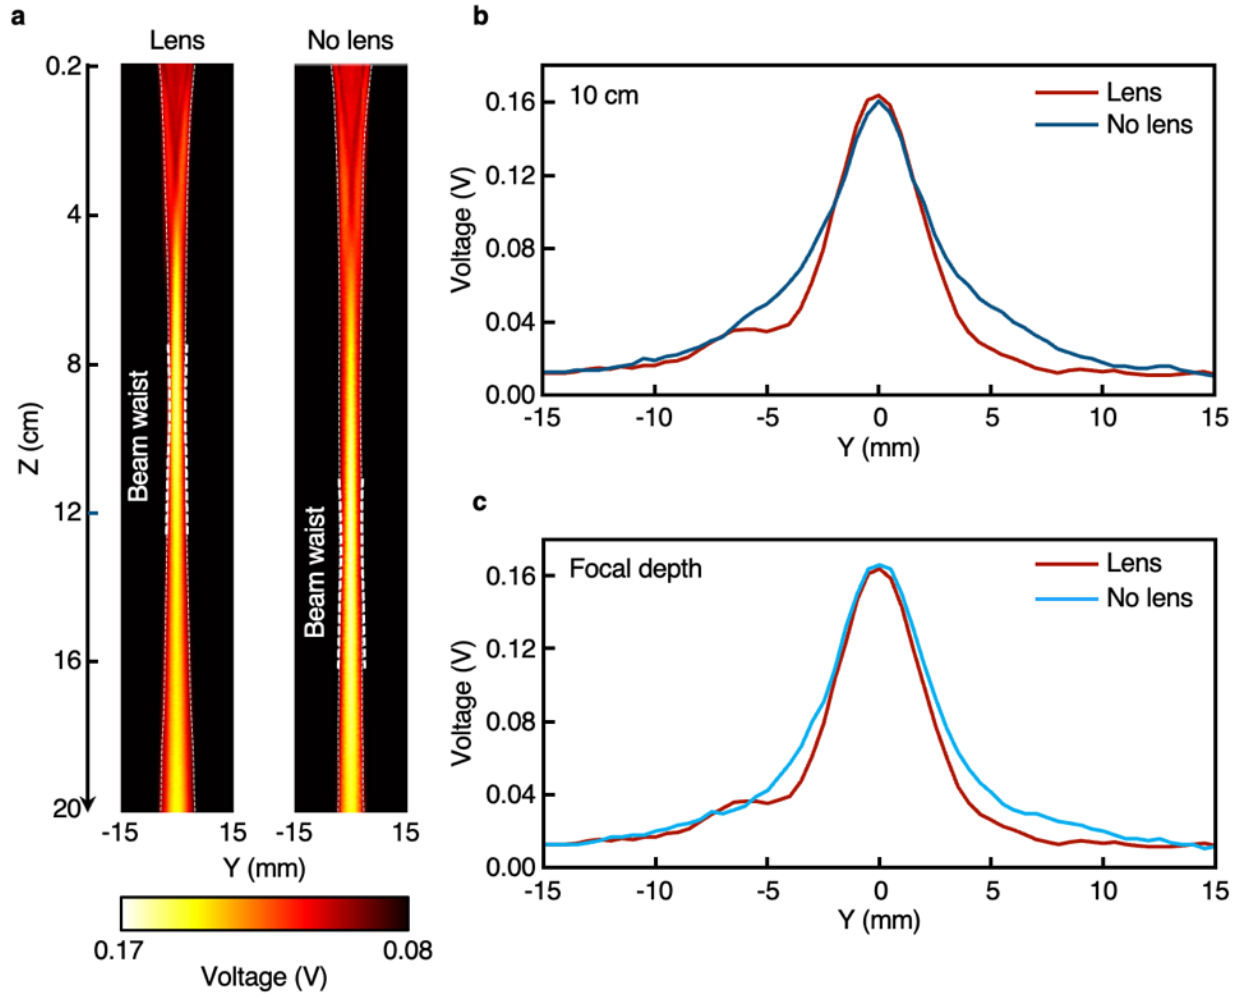 a
Lens
No lens
0.2
4
8
12
16
20
Z (cm)
Beam waist
Beam waist
-15
15
-15
15
Y (mm)
0.17
0.08
Voltage (V)
b
10 cm
Lens
No lens
0.16
0.12
0.08
0.04
0.00
Voltage (V)
-15
-10
-5
0
5
10
15
Y (mm)
c
Focal depth
Lens
No lens
0.16
0.12
0.08
0.04
0.00
Voltage (V)
-15
-10
-5
0
5
10
15
Y (mm)